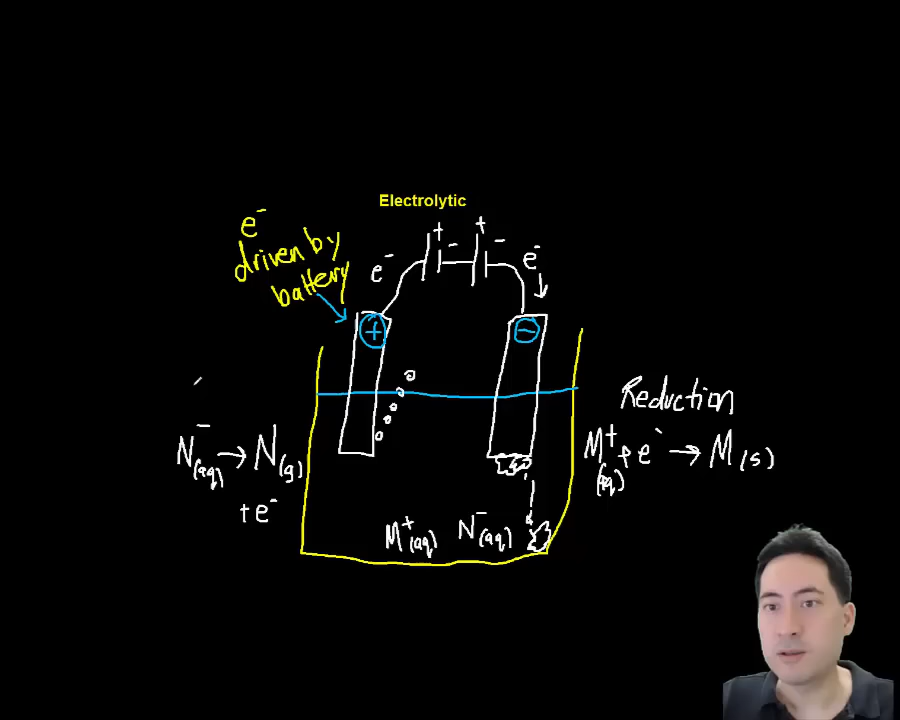 Electrolytic
e⁻
driven by
battery
+ − + −
e⁻
e⁻
+
−
Reduction
N⁻(aq) → N(g)
+ e⁻
M⁺(aq) + e⁻ → M(s)
M⁺(aq) N⁻(aq)